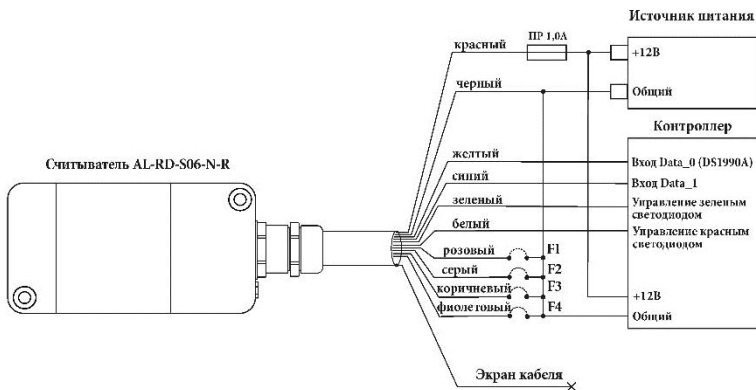 Источник питания
красный
ПР 1,0А
+12В
черный
Общий
Контроллер
Считыватель AL-RD-S06-N-R
желтый
Вход Data_0 (DS1990A)
синий
Вход Data_1
зеленый
Управление зеленым
светодиодом
белый
Управление красным
светодиодом
розовый
F1
серый
F2
коричневый
F3
+12В
фиолетовый
F4
Общий
Экран кабеля